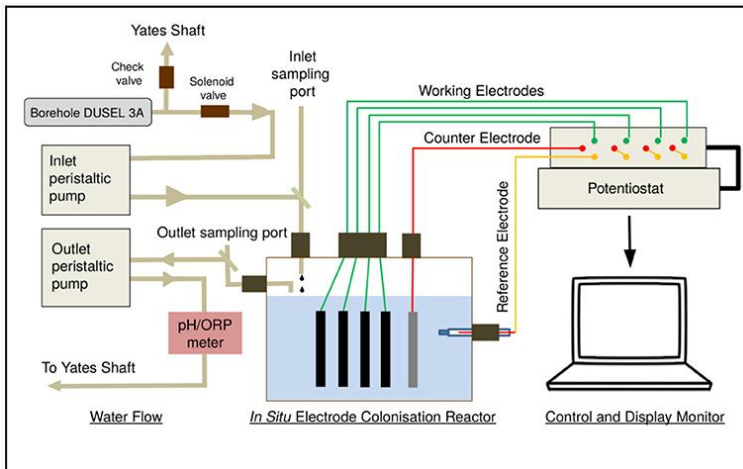 Yates Shaft
Check
valve
Solenoid
valve
Borehole DUSEL 3A
Inlet
sampling
port
Inlet
peristaltic
pump
Outlet sampling port
Outlet
peristaltic
pump
pH/ORP
meter
To Yates Shaft
Water Flow
Working Electrodes
Counter Electrode
Reference Electrode
Potentiostat
In Situ Electrode Colonisation Reactor
Control and Display Monitor